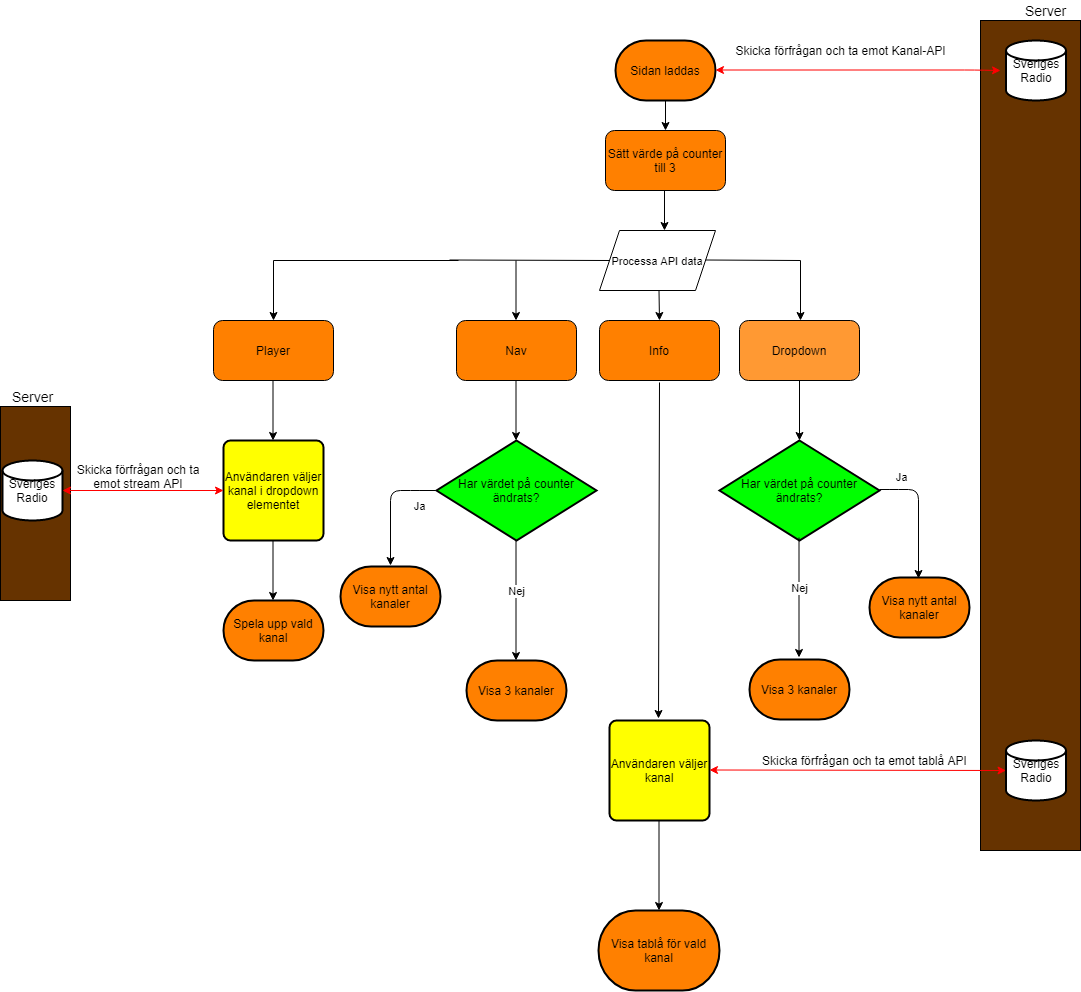 Server
Skicka förfrågan och ta emot Kanal-API
Sidan laddas
Sveriges
Radio
Sätt värde på counter
till 3
Processa API data
Player
Nav
Info
Dropdown
Server
Skicka förfrågan och ta
emot stream API
Sveriges
Radio
Användaren väljer
kanal i dropdown
elementet
Har värdet på counter
ändrats?
Ja
Har värdet på counter
ändrats?
Ja
Visa nytt antal
kanaler
Nej
Nej
Visa nytt antal
kanaler
Spela upp vald
kanal
Visa 3 kanaler
Visa 3 kanaler
Användaren väljer
kanal
Skicka förfrågan och ta emot tablå API
Sveriges
Radio
Visa tablå för vald
kanal